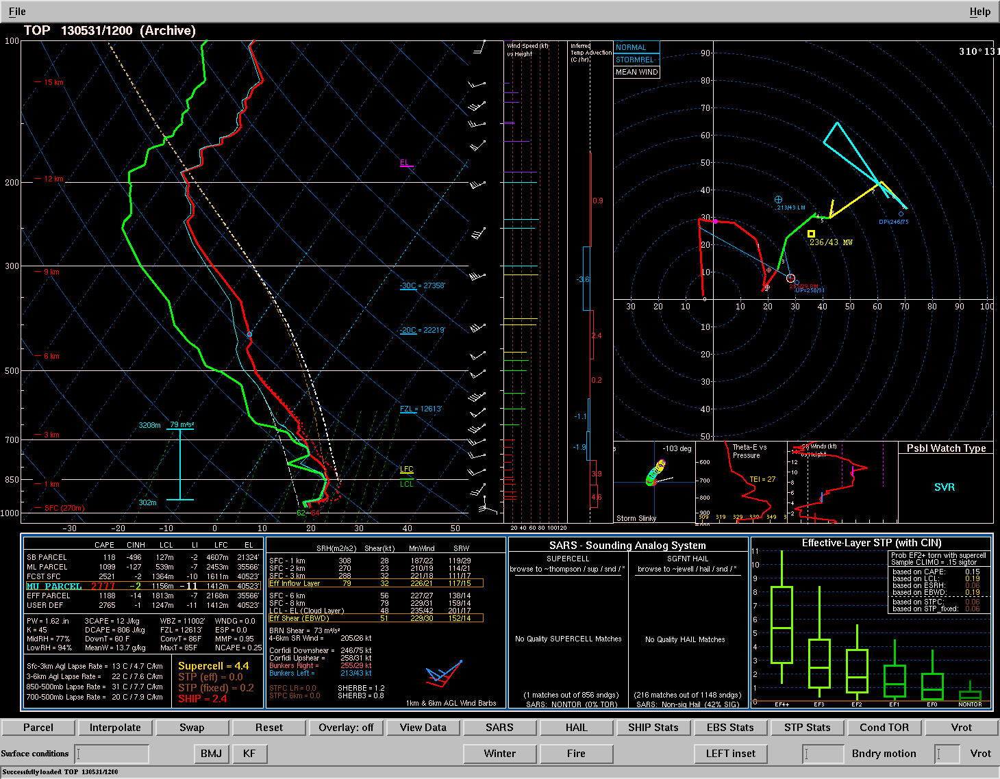 File Help
TOP 130531/1200 (Archive)
100
15 km
12 km
200
300
9 km
6 km
500
3 km
700
850
1 km
SFC (270m)
1000
-30 -20 -10 0 10 20 30 40 50
EL
-30C = 27358'
-20C = 22219'
FZL = 12613'
LFC
LCL
3208m 79 m²s²
302m
62 64
Wind Speed (kt)
vs Height
20 40 60 80 100120
Inferred
Temp Advection
(C /hr)
0.9
-3.6
2.4
0.2
-1.1
-1.9
3.9
4.6
NORMAL
STORMREL
MEAN WIND
310°131
90
80
70
60
50
40
30
20
10
30 20 10 10 20 30 40 50 60 70 80 90 100
10
20
30
40
50
213/43 LM
DP=246/75
236/43 MW
UP=258/31
-103 deg
Storm Slinky
Theta-E vs
Pressure
TEI = 27
600
700
800
900
309 319 329 339 349
SR Winds (kt)
vs Height
12
10
8
6
4
2
Psbl Watch Type
SVR
CAPE CINH LCL LI LFC EL
SB PARCEL 118 -496 127m -2 4607m 21324'
ML PARCEL 1099 -127 539m -7 2453m 35566'
FCST SFC 2521 -2 1364m -10 1611m 40523'
MU PARCEL 2777 -2 1156m -11 1412m 40523'
EFF PARCEL 1188 -14 1813m -7 2168m 35566'
USER DEF 2765 -1 1247m -11 1412m 40523'
PW = 1.62 in 3CAPE = 12 J/kg WBZ = 11002' WNDG = 0.0
K = 45 DCAPE = 806 J/kg FZL = 12613' ESP = 0.0
MidRH = 77% DownT = 60 F ConvT = 86F MMP = 0.95
LowRH = 94% MeanW = 13.7 g/kg MaxT = 85F NCAPE = 0.25
Sfc-3km Agl Lapse Rate = 13 C / 4.7 C/km
3-6km Agl Lapse Rate = 22 C / 7.6 C/km
850-500mb Lapse Rate = 31 C / 7.7 C/km
700-500mb Lapse Rate = 20 C / 7.9 C/km
Supercell = 4.4
STP (eff) = 0.0
STP (fixed) = 0.2
SHIP = 2.4
SRH(m2/s2) Shear(kt) MnWind SRW
SFC - 1 km 308 28 187/22 119/29
SFC - 2 km 270 23 210/19 114/21
SFC - 3 km 288 32 221/18 111/17
Eff Inflow Layer 79 32 226/21 117/15
SFC - 6 km 56 227/27 138/14
SFC - 8 km 79 229/31 159/14
LCL - EL (Cloud Layer) 48 235/42 201/17
Eff Shear (EBWD) 51 229/30 152/14
BRN Shear = 73 m²/s²
4-6km SR Wind = 205/26 kt
Corfidi Downshear = 246/75 kt
Corfidi Upshear = 258/31 kt
Bunkers Right = 255/29 kt
Bunkers Left = 213/43 kt
STPC LR = 0.0 SHERBE = 1.2
STPC 6km = 0.0 SHERB3 = 0.8
1km & 6km AGL Wind Barbs
SARS - Sounding Analog System
SUPERCELL SGFNT HAIL
browse to ~thompson / sup / snd / * browse to ~jewell / hail / snd / *
No Quality SUPERCELL Matches No Quality HAIL Matches
(1 matches out of 856 sndgs) (216 matches out of 1148 sndgs)
SARS: NONTOR (0% TOR) SARS: Non-sig Hail (42% SIG)
Effective-Layer STP (with CIN)
11
10
9
8
7
6
5
4
3
2
1
0
Prob EF2+ torn with supercell
Sample CLIMO = .15 sigtor
based on CAPE: 0.15
based on LCL: 0.19
based on ESRH: 0.06
based on EBWD: 0.19
based on STPC: 0.06
based on STP_fixed: 0.06
EF4+ EF3 EF2 EF1 EF0 NONTOR
Parcel Interpolate Swap Reset Overlay: off View Data SARS HAIL SHIP Stats EBS Stats STP Stats Cond TOR Vrot
Surface conditions BMJ KF Winter Fire LEFT inset Bndry motion Vrot
Successfully loaded TOP 130531/1200